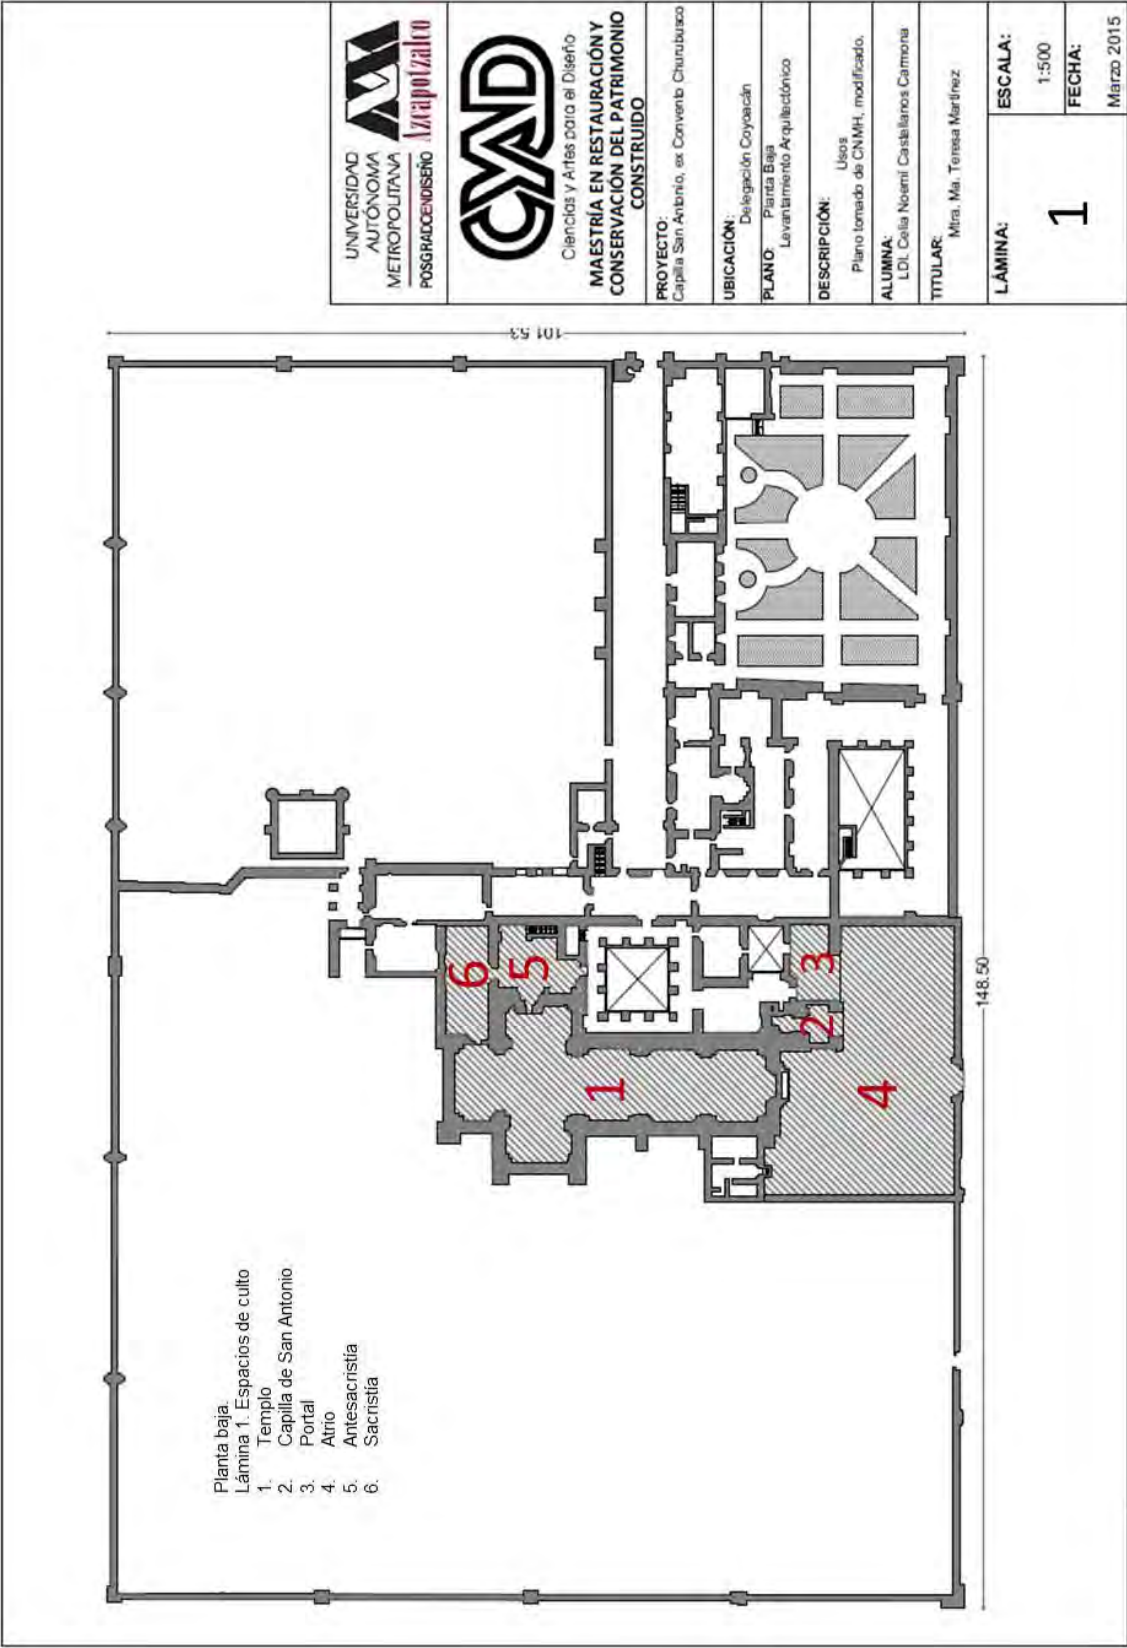 Planta baja.
Lámina 1. Espacios de culto
1. Templo
2. Capilla de San Antonio
3. Portal
4. Atrio
5. Antesacristía
6. Sacristía
6
5
3
2
1
4
101.53
148.50
UNIVERSIDAD
AUTÓNOMA
METROPOLITANA
Azcapotzalco
POSGRADCENDISEÑO
CYAD
Ciencias y Artes para el Diseño
MAESTRÍA EN RESTAURACIÓN Y
CONSERVACIÓN DEL PATRIMONIO
CONSTRUIDO
PROYECTO:
Capilla San Antonio, ex Convento Churubusco
UBICACIÓN:
Delegación Coyoacán
PLANO: Planta Baja
Levantamiento Arquitectónico
DESCRIPCIÓN:
Usos
Plano tomado de CNMH, modificado.
ALUMNA:
LDI. Celia Noemí Castellanos Carmona
TITULAR:
Mtra. Ma. Teresa Martínez
LÁMINA:
1
ESCALA:
1:500
FECHA:
Marzo 2015